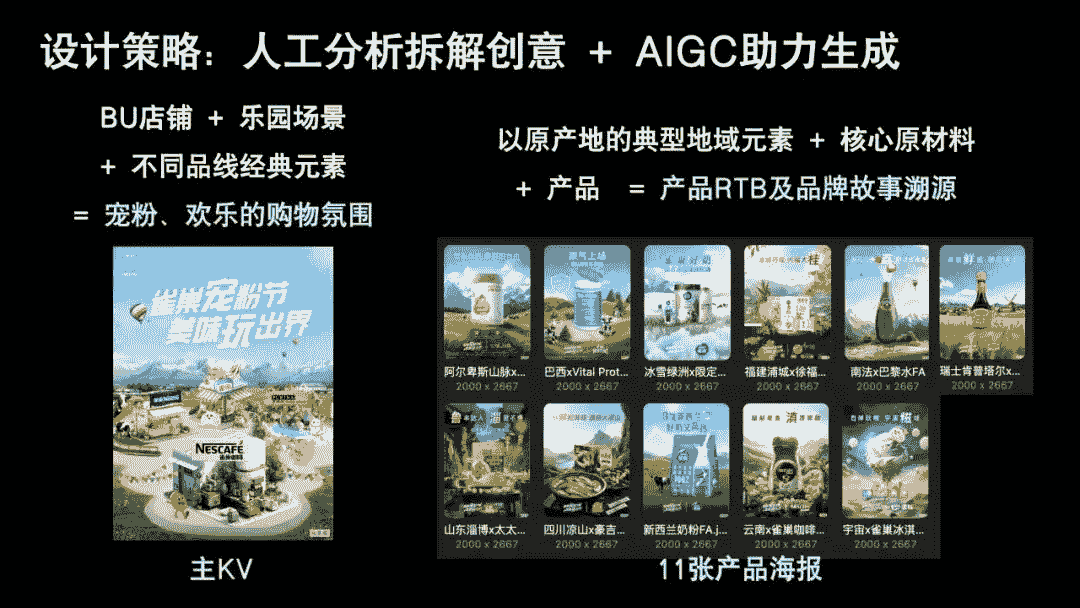 设计策略：人工分析拆解创意 + AIGC助力生成
BU店铺 + 乐园场景
+ 不同品线经典元素
= 宠粉、欢乐的购物氛围
以原产地的典型地域元素 + 核心原材料
+ 产品 = 产品RTB及品牌故事溯源
雀巢宠粉节
美味玩出界
NESCAFÉ
雀巢咖啡
阿尔卑斯山脉x...
2000 x 2667
巴西xVital Prot...
2000 x 2667
冰雪绿洲x限定...
2000 x 2667
福建浦城x徐福...
2000 x 2667
南法x巴黎水FA
2000 x 2667
瑞士肯普塔尔x...
2000 x 2667
山东淄博x太太...
2000 x 2667
四川凉山x豪吉...
2000 x 2667
新西兰奶粉FA.j...
2000 x 2667
云南x雀巢咖啡...
2000 x 2667
宇宙x雀巢冰淇...
2000 x 2667
主KV
11张产品海报